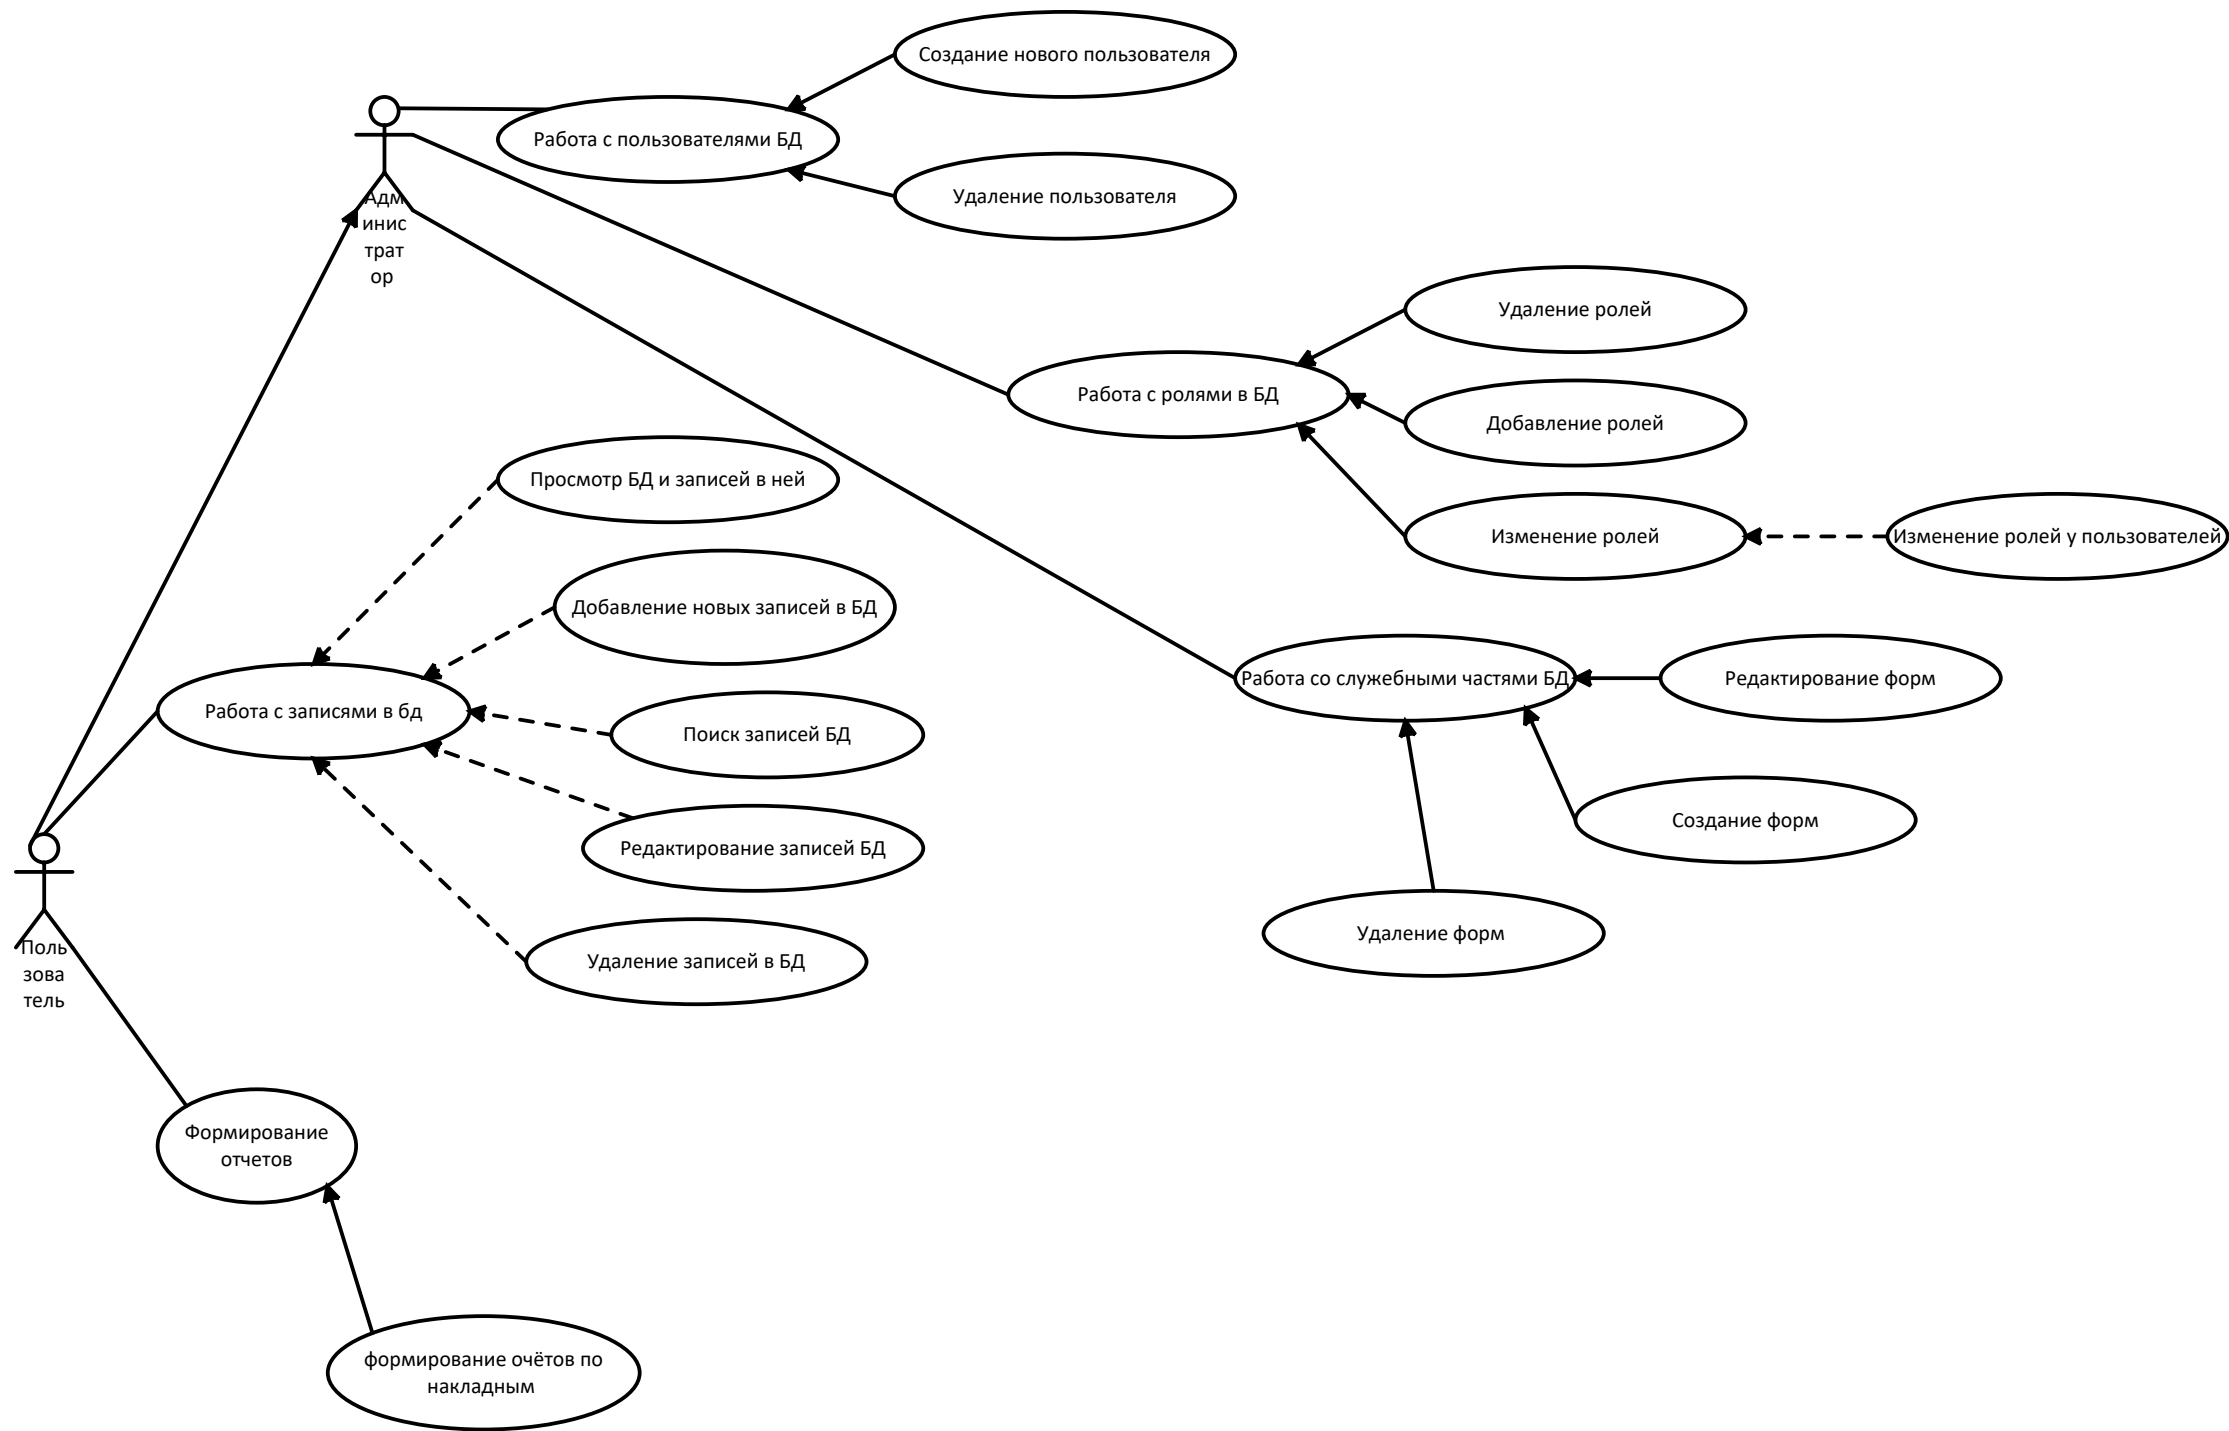 Создание нового пользователя
Работа с пользователями БД
Удаление пользователя
Адм
инис
трат
ор
Удаление ролей
Работа с ролями в БД
Добавление ролей
Просмотр БД и записей в ней
Изменение ролей
Изменение ролей у пользователей
Добавление новых записей в БД
Работа со служебными частями БД
Редактирование форм
Работа с записями в бд
Поиск записей БД
Создание форм
Редактирование записей БД
Удаление форм
Поль
зова
тель
Удаление записей в БД
Формирование
отчетов
формирование очётов по
накладным